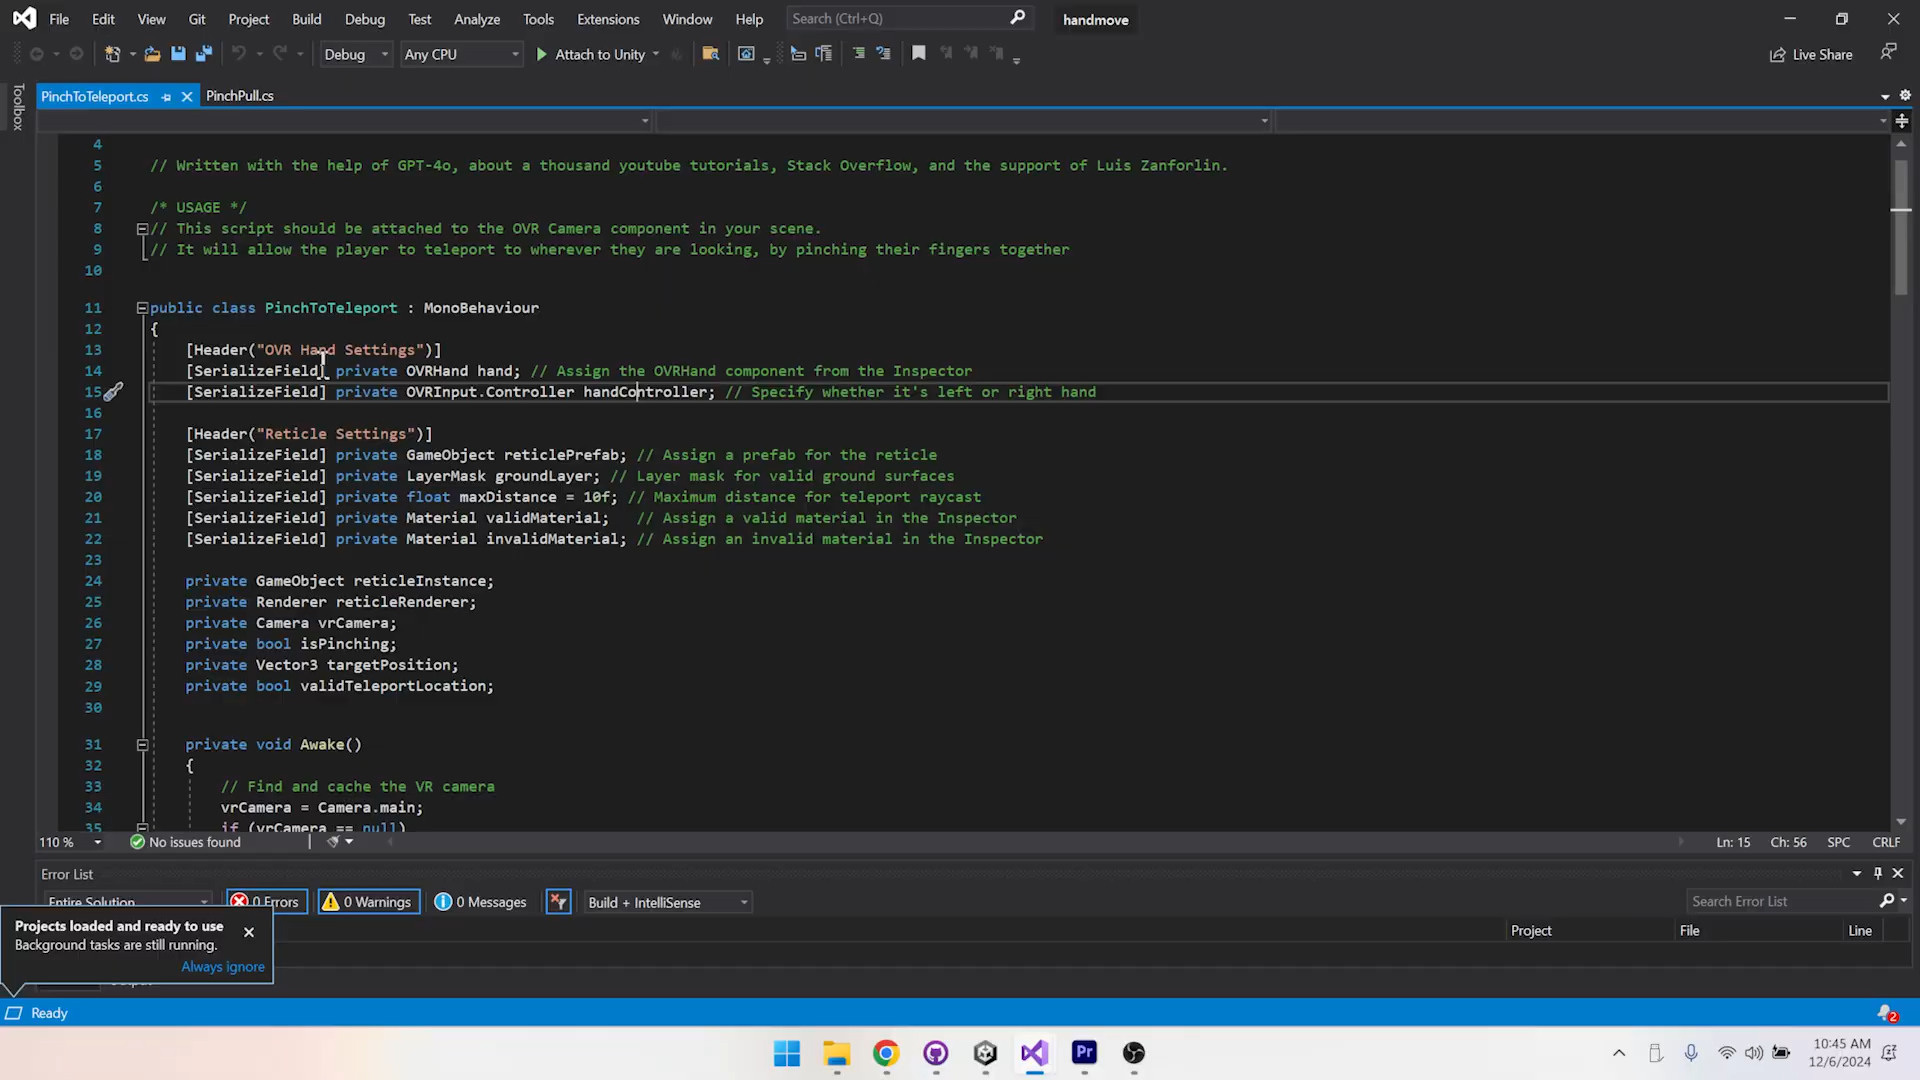 File Edit View Git Project Build Debug Test Analyze Tools Extensions Window Help Search (Ctrl+Q) handmove
Debug Any CPU Attach to Unity Live Share
Toolbox
PinchToTeleport.cs PinchPull.cs
4
5 // Written with the help of GPT-4o, about a thousand youtube tutorials, Stack Overflow, and the support of Luis Zanforlin.
6
7 /* USAGE */
8 // This script should be attached to the OVR Camera component in your scene.
9 // It will allow the player to teleport to wherever they are looking, by pinching their fingers together
10
11 public class PinchToTeleport : MonoBehaviour
12 {
13 [Header("OVR Hand Settings")]
14 [SerializeField] private OVRHand hand; // Assign the OVRHand component from the Inspector
15 [SerializeField] private OVRInput.Controller handController; // Specify whether it's left or right hand
16
17 [Header("Reticle Settings")]
18 [SerializeField] private GameObject reticlePrefab; // Assign a prefab for the reticle
19 [SerializeField] private LayerMask groundLayer; // Layer mask for valid ground surfaces
20 [SerializeField] private float maxDistance = 10f; // Maximum distance for teleport raycast
21 [SerializeField] private Material validMaterial; // Assign a valid material in the Inspector
22 [SerializeField] private Material invalidMaterial; // Assign an invalid material in the Inspector
23
24 private GameObject reticleInstance;
25 private Renderer reticleRenderer;
26 private Camera vrCamera;
27 private bool isPinching;
28 private Vector3 targetPosition;
29 private bool validTeleportLocation;
30
31 private void Awake()
32 {
33 // Find and cache the VR camera
34 vrCamera = Camera.main;
35 if (vrCamera == null)
110 % No issues found Ln: 15 Ch: 56 SPC CRLF
Error List
Entire Solution 0 Errors 0 Warnings 0 Messages Build + IntelliSense Search Error List
Project File Line
Projects loaded and ready to use
Background tasks are still running.
Always ignore
Ready 2
Pr
10:45 AM
12/6/2024